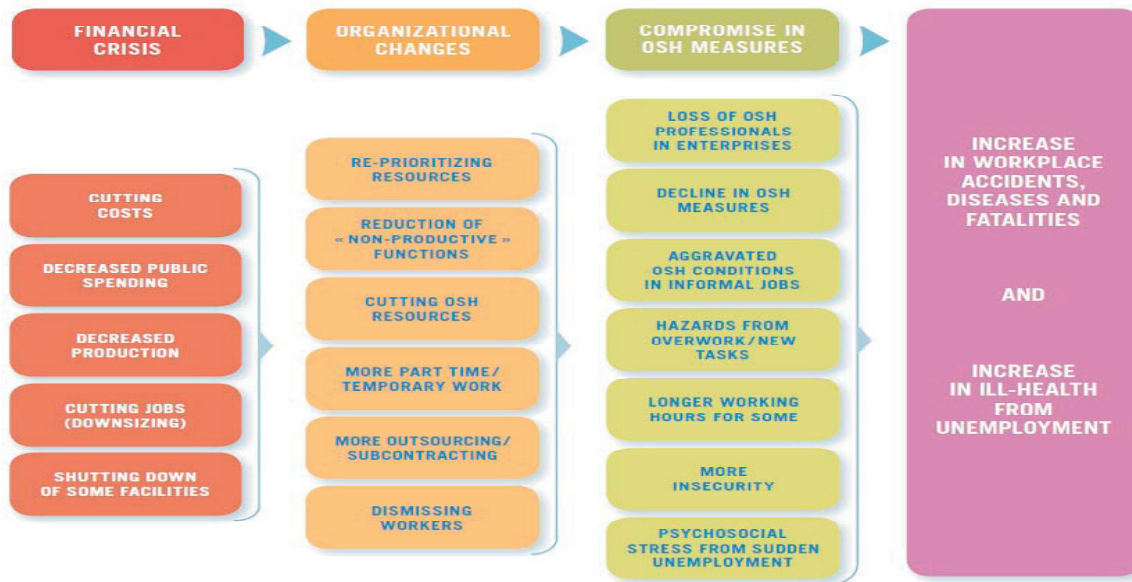 FINANCIAL
CRISIS
ORGANIZATIONAL
CHANGES
COMPROMISE IN
OSH MEASURES
CUTTING
COSTS
DECREASED PUBLIC
SPENDING
DECREASED
PRODUCTION
CUTTING JOBS
(DOWNSIZING)
SHUTTING DOWN
OF SOME FACILITIES
RE-PRIORITIZING
RESOURCES
REDUCTION OF
« NON-PRODUCTIVE »
FUNCTIONS
CUTTING OSH
RESOURCES
MORE PART TIME/
TEMPORARY WORK
MORE OUTSOURCING/
SUBCONTRACTING
DISMISSING
WORKERS
LOSS OF OSH
PROFESSIONALS
IN ENTERPRISES
DECLINE IN OSH
MEASURES
AGGRAVATED
OSH CONDITIONS
IN INFORMAL JOBS
HAZARDS FROM
OVERWORK/NEW
TASKS
LONGER WORKING
HOURS FOR SOME
MORE
INSECURITY
PSYCHOSOCIAL
STRESS FROM SUDDEN
UNEMPLOYMENT
INCREASE
IN WORKPLACE
ACCIDENTS,
DISEASES AND
FATALITIES
AND
INCREASE
IN ILL-HEALTH
FROM
UNEMPLOYMENT